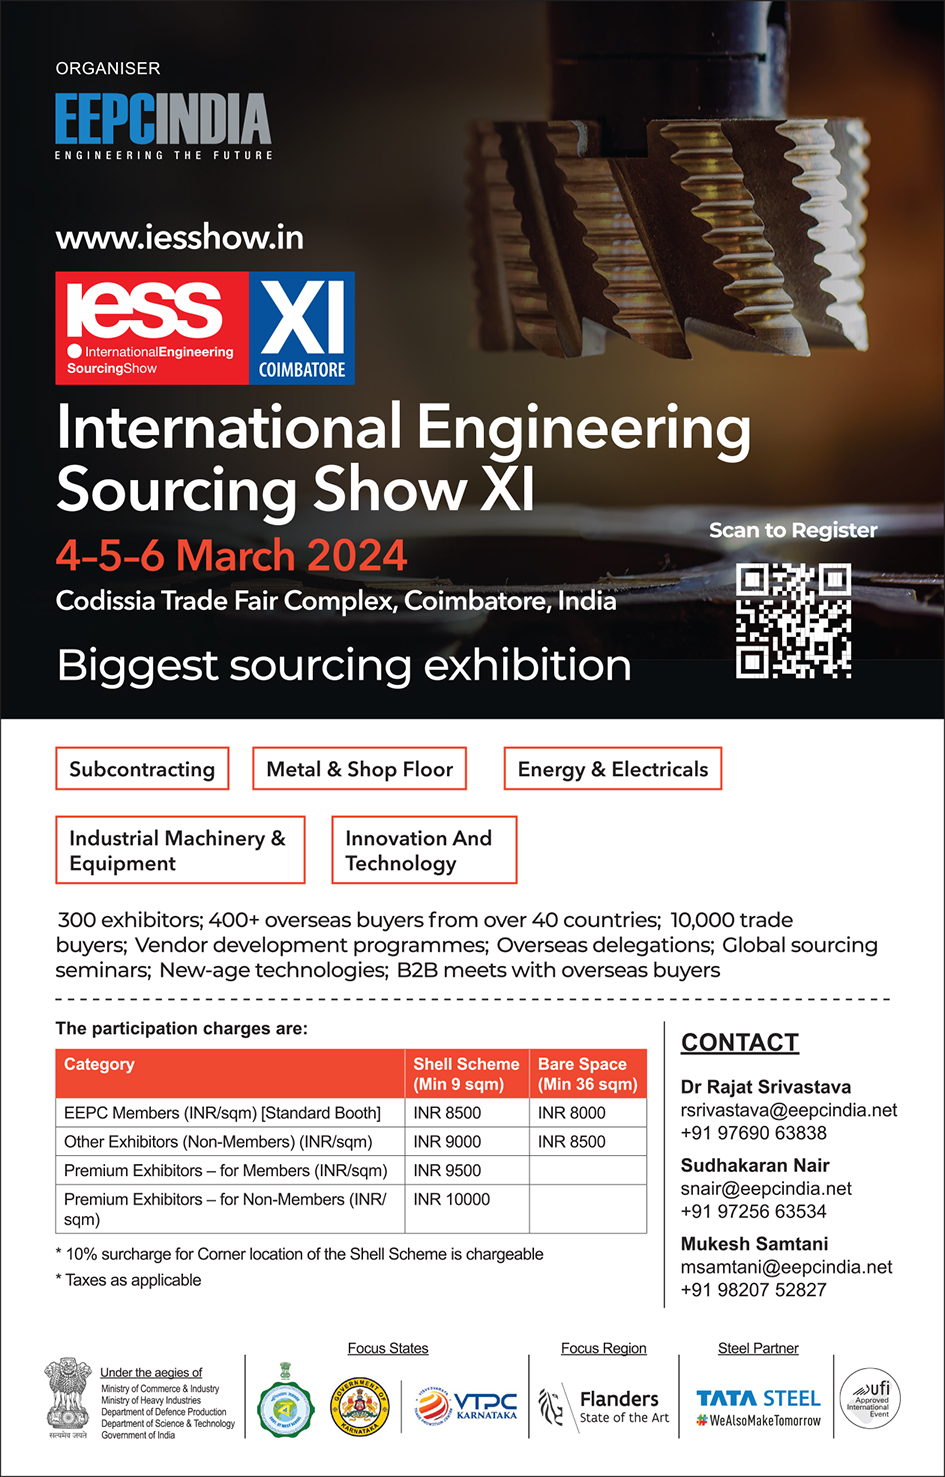 ORGANISER
EEPCINDIA
ENGINEERING THE FUTURE
www.iesshow.in
iess
InternationalEngineering
SourcingShow
XI
COIMBATORE
International Engineering
Sourcing Show XI
4-5-6 March 2024
Codissia Trade Fair Complex, Coimbatore, India
Scan to Register
Biggest sourcing exhibition
Subcontracting
Metal & Shop Floor
Energy & Electricals
Industrial Machinery &
Equipment
Innovation And
Technology
300 exhibitors; 400+ overseas buyers from over 40 countries; 10,000 trade
buyers; Vendor development programmes; Overseas delegations; Global sourcing
seminars; New-age technologies; B2B meets with overseas buyers
The participation charges are:
Category Shell Scheme (Min 9 sqm) Bare Space (Min 36 sqm)
EEPC Members (INR/sqm) [Standard Booth] INR 8500 INR 8000
Other Exhibitors (Non-Members) (INR/sqm) INR 9000 INR 8500
Premium Exhibitors – for Members (INR/sqm) INR 9500
Premium Exhibitors – for Non-Members (INR/ INR 10000
sqm)
* 10% surcharge for Corner location of the Shell Scheme is chargeable
* Taxes as applicable
CONTACT
Dr Rajat Srivastava
rsrivastava@eepcindia.net
+91 97690 63838
Sudhakaran Nair
snair@eepcindia.net
+91 97256 63534
Mukesh Samtani
msamtani@eepcindia.net
+91 98207 52827
सत्यमेव जयते
Under the aegies of
Ministry of Commerce & Industry
Ministry of Heavy Industries
Department of Defence Production
Department of Science & Technology
Government of India
Focus States
GOVERNMENT OF
KARNATAKA
VTPC
KARNATAKA
Focus Region
Flanders
State of the Art
Steel Partner
TATA STEEL
#WeAlsoMakeTomorrow
ufi
Approved
International
Event